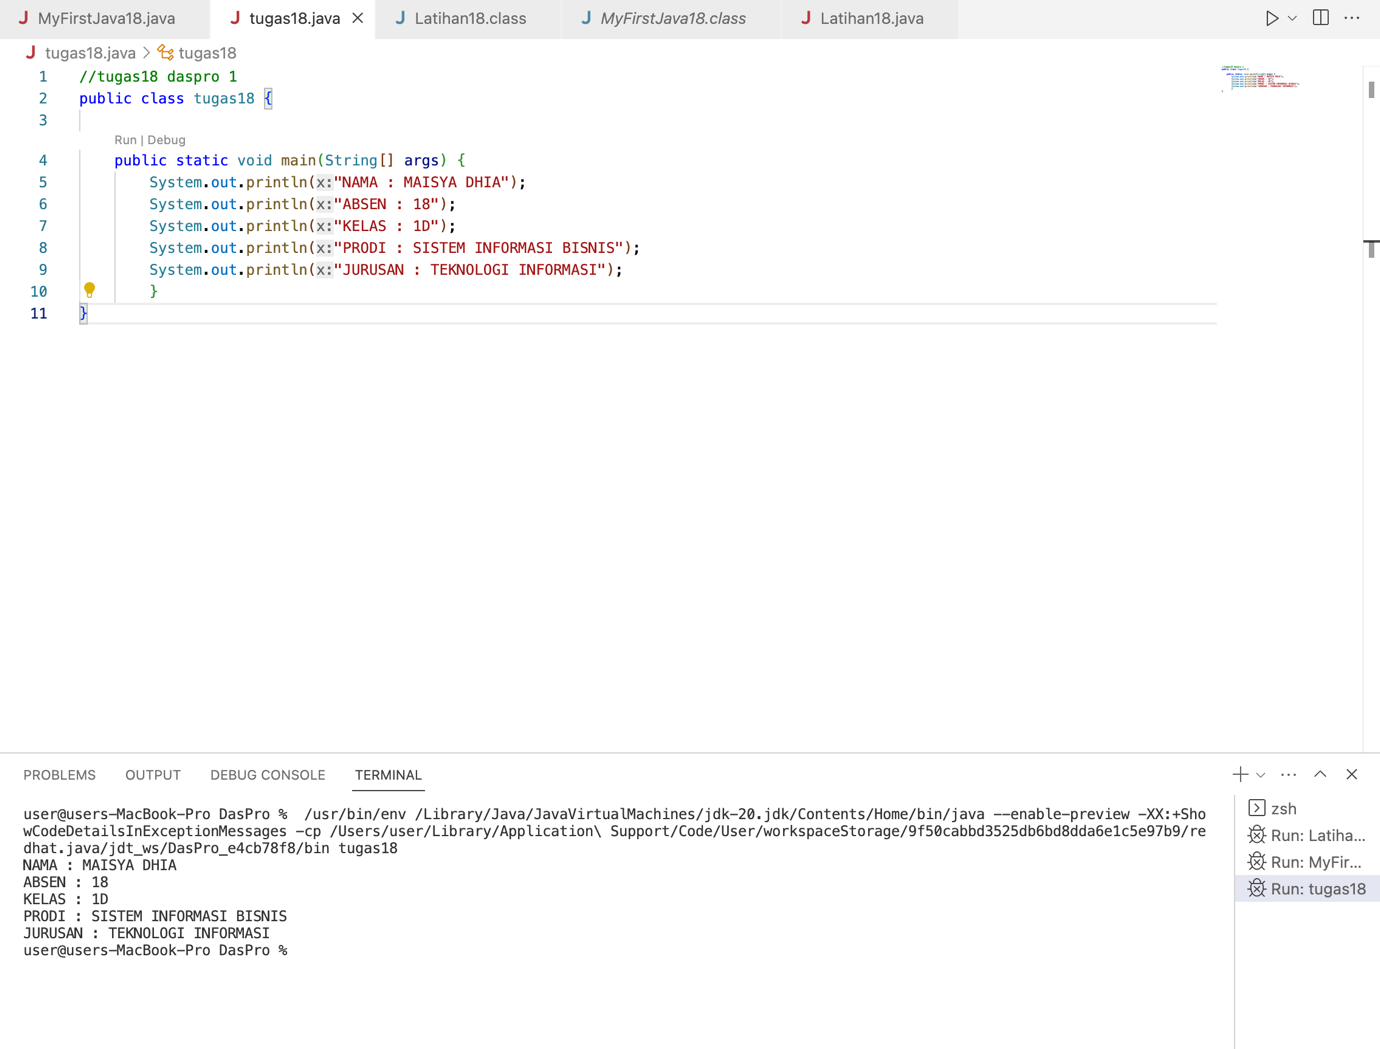 MyFirstJava18.java tugas18.java Latihan18.class MyFirstJava18.class Latihan18.java
tugas18.java > tugas18
1 //tugas18 daspro 1
2 public class tugas18 {
3
Run | Debug
4 public static void main(String[] args) {
5 System.out.println(x:"NAMA : MAISYA DHIA");
6 System.out.println(x:"ABSEN : 18");
7 System.out.println(x:"KELAS : 1D");
8 System.out.println(x:"PRODI : SISTEM INFORMASI BISNIS");
9 System.out.println(x:"JURUSAN : TEKNOLOGI INFORMASI");
10 }
11 }
PROBLEMS OUTPUT DEBUG CONSOLE TERMINAL
user@users-MacBook-Pro DasPro % /usr/bin/env /Library/Java/JavaVirtualMachines/jdk-20.jdk/Contents/Home/bin/java --enable-preview -XX:+Sho
wCodeDetailsInExceptionMessages -cp /Users/user/Library/Application\ Support/Code/User/workspaceStorage/9f50cabbd3525db6bd8dda6e1c5e97b9/re
dhat.java/jdt_ws/DasPro_e4cb78f8/bin tugas18
NAMA : MAISYA DHIA
ABSEN : 18
KELAS : 1D
PRODI : SISTEM INFORMASI BISNIS
JURUSAN : TEKNOLOGI INFORMASI
user@users-MacBook-Pro DasPro %
zsh
Run: Latiha...
Run: MyFir...
Run: tugas18